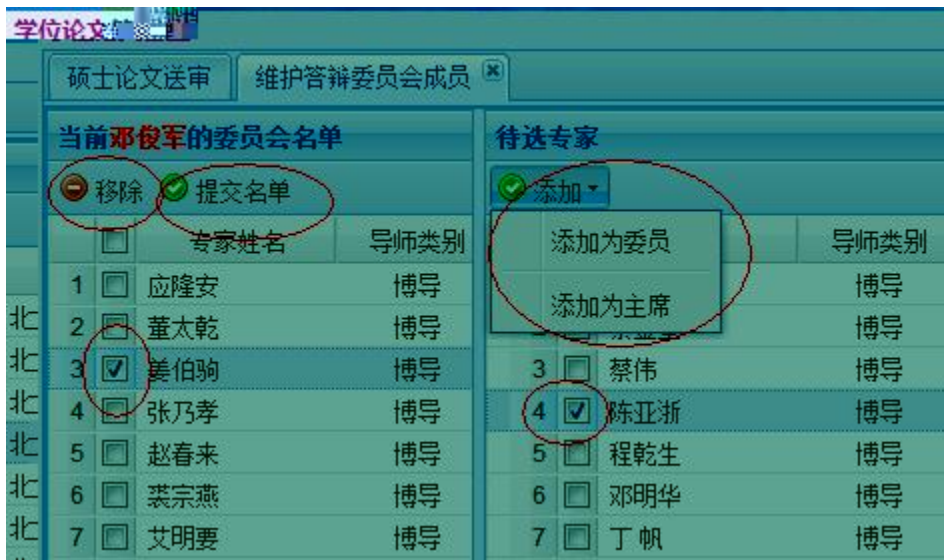 学位论文
硕士论文送审 维护答辩委员会成员
当前邓俊军的委员会名单
移除 提交名单
专家姓名 导师类别
1 应隆安 博导
2 董太乾 博导
3 姜伯驹 博导
4 张乃孝 博导
5 赵春来 博导
6 裘宗燕 博导
7 艾明要 博导
待选专家
添加
添加为委员
添加为主席
导师类别
博导
博导
3 蔡伟 博导
4 陈亚浙 博导
5 程乾生 博导
6 邓明华 博导
7 丁帆 博导
北
北
北
北
北
北